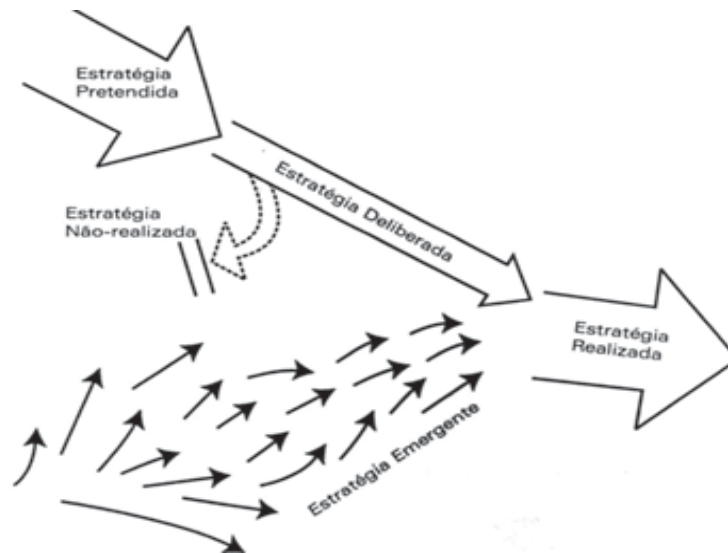 Estratégia
Pretendida
Estratégia Deliberada
Estratégia
Não-realizada
Estratégia
Realizada
Estratégia Emergente